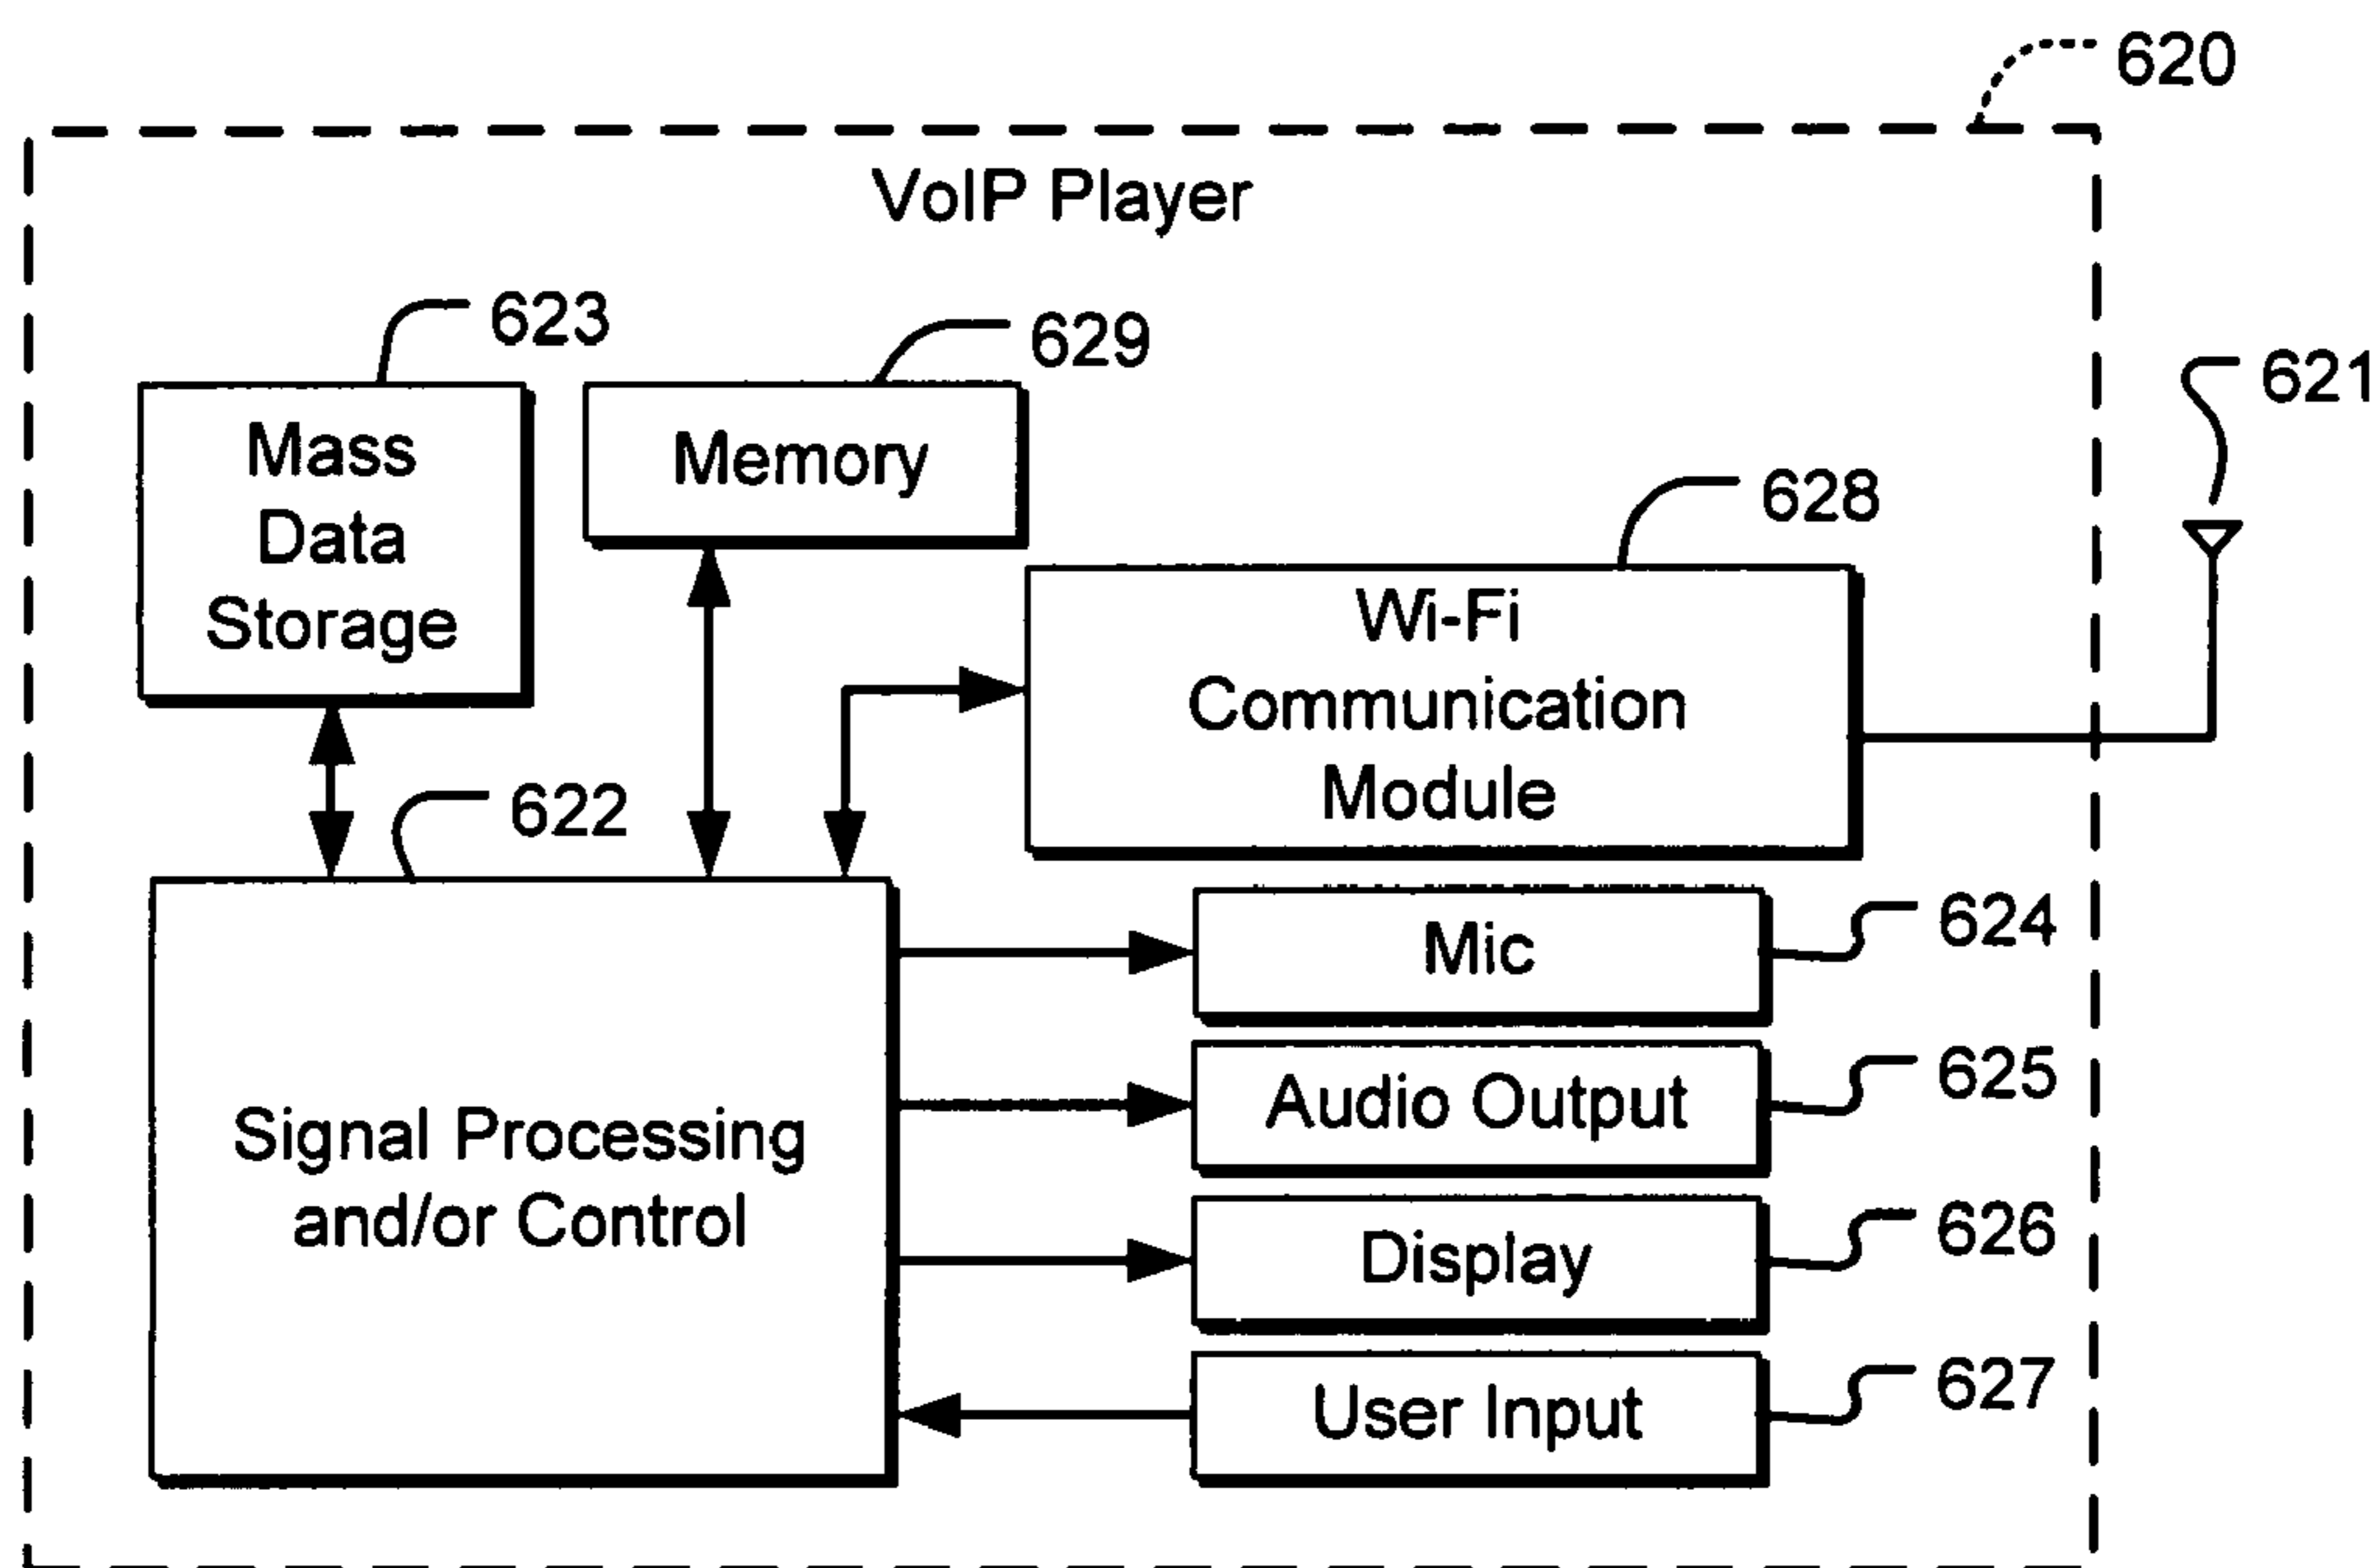 620
VoIP Player
623
629
621
Mass
Data
Storage
Memory
628
Wi-Fi
Communication
Module
622
Signal Processing
and/or Control
Mic
624
Audio Output
625
Display
626
User Input
627